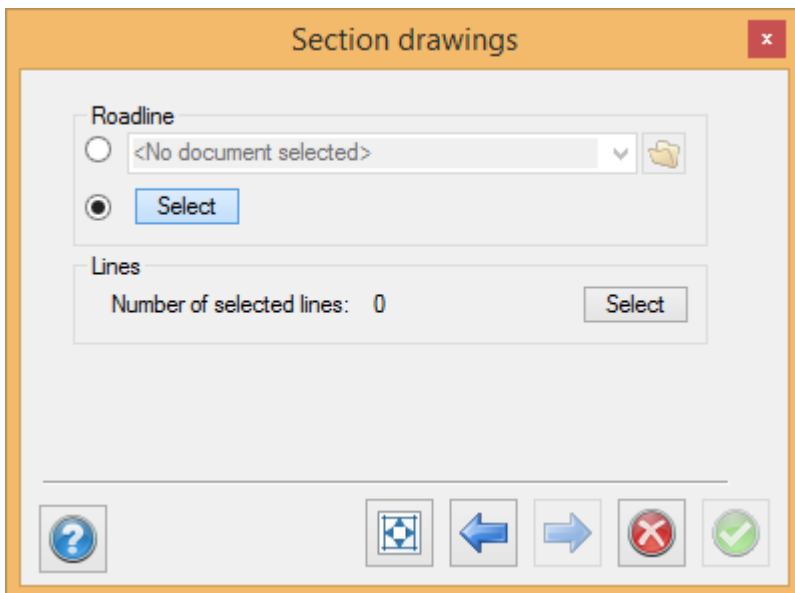 Section drawings
x
Roadline
<No document selected>
Select
Lines
Number of selected lines: 0 Select
?